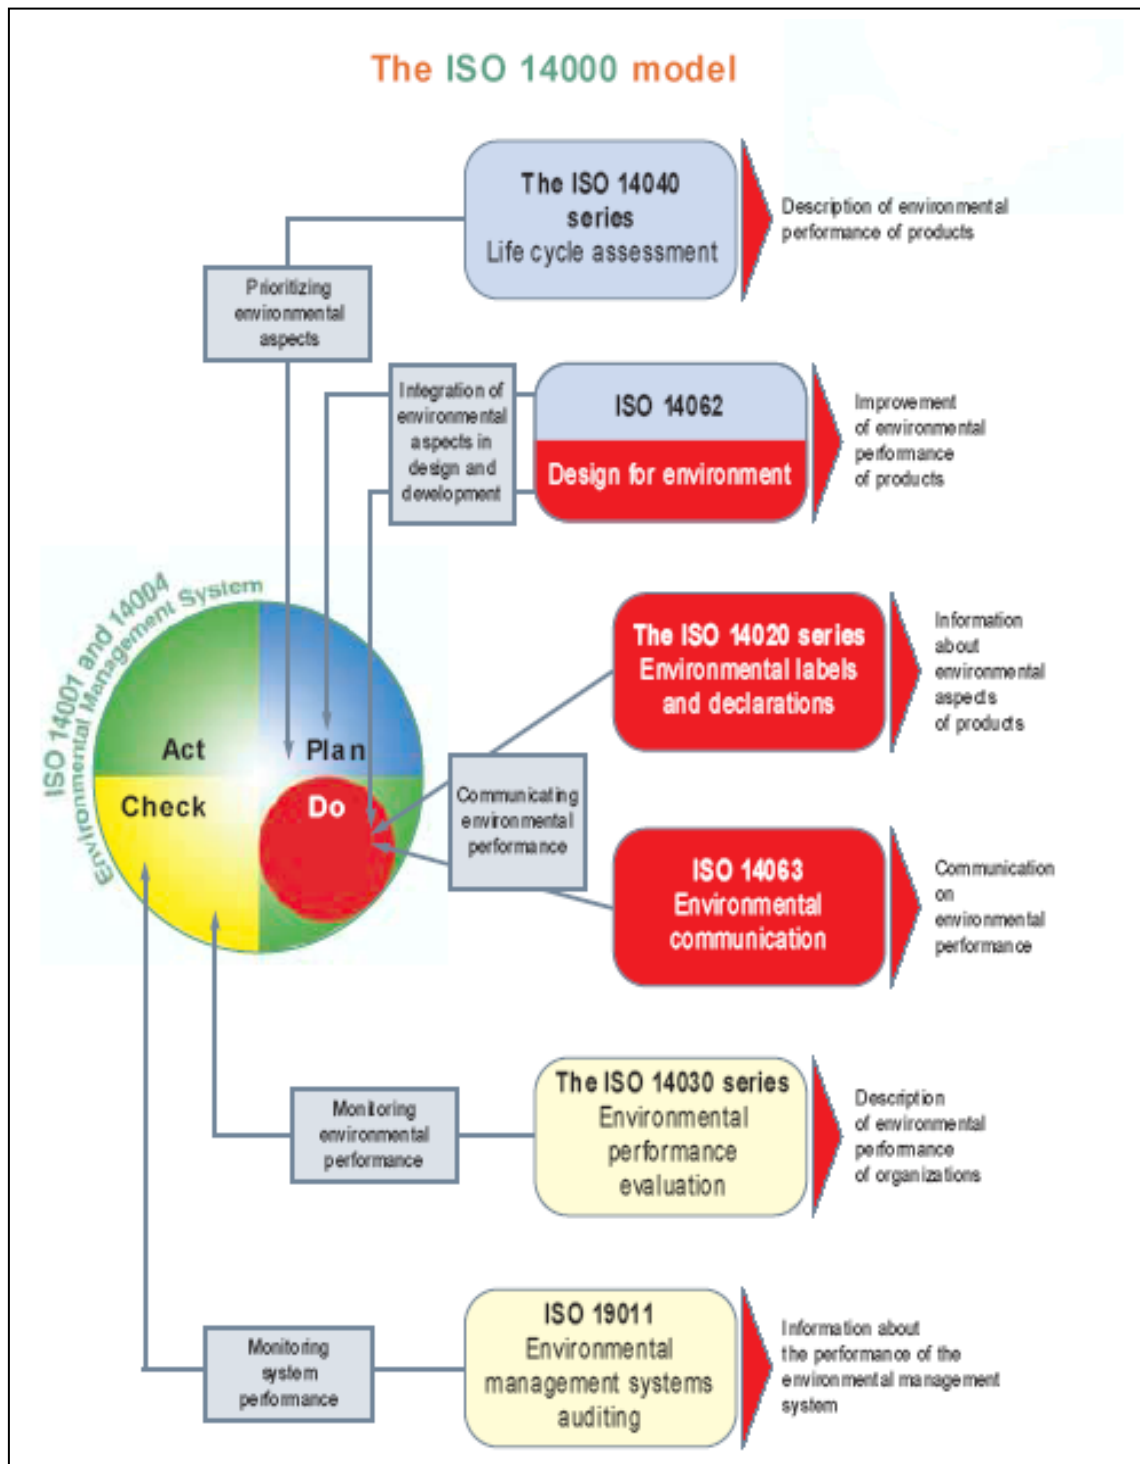 The ISO 14000 model
The ISO 14040
series
Life cycle assessment
Description of environmental
performance of products
Prioritizing
environmental
aspects
Integration of
environmental
aspects in
design and
development
ISO 14062
Design for environment
Improvement
of environmental
performance
of products
ISO 14001 and 14004
Environmental Management System
Act
Plan
Check
Do
The ISO 14020 series
Environmental labels
and declarations
Information
about
environmental
aspects
of products
Communicating
environmental
performance
ISO 14063
Environmental
communication
Communication
on
environmental
performance
Monitoring
environmental
performance
The ISO 14030 series
Environmental
performance
evaluation
Description
of environmental
performance
of organizations
Monitoring
system
performance
ISO 19011
Environmental
management systems
auditing
Information about
the performance of the
environmental management
system